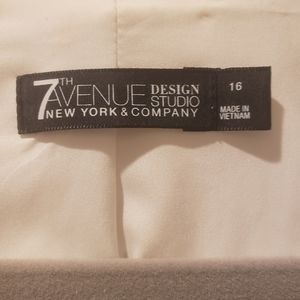 7TH AVENUE DESIGN STUDIO
NEW YORK & COMPANY
16
MADE IN
VIETNAM